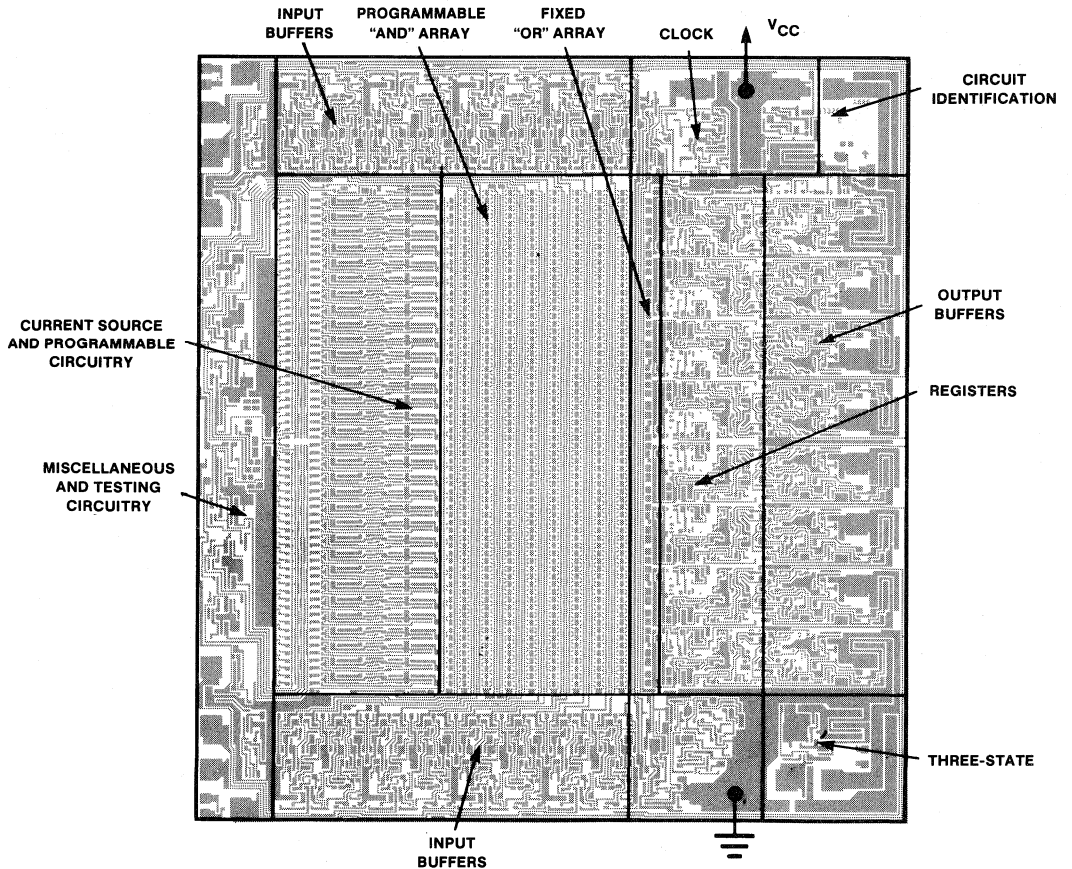 INPUT
BUFFERS
PROGRAMMABLE
“AND” ARRAY
FIXED
“OR” ARRAY
CLOCK
VCC
CIRCUIT
IDENTIFICATION
OUTPUT
BUFFERS
CURRENT SOURCE
AND PROGRAMMABLE
CIRCUITRY
REGISTERS
MISCELLANEOUS
AND TESTING
CIRCUITRY
THREE-STATE
INPUT
BUFFERS